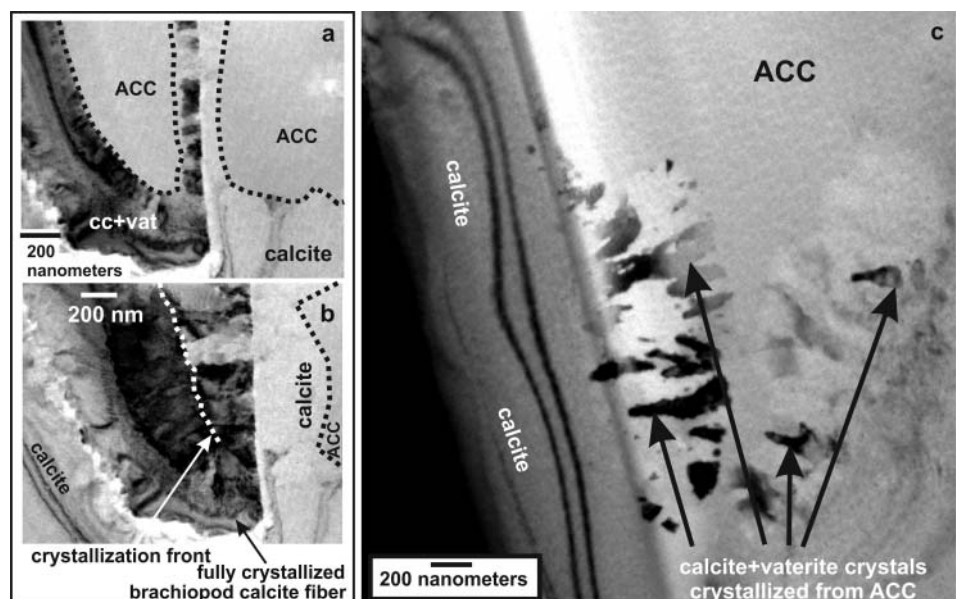 a
ACC
ACC
cc+vat
200
nanometers
calcite
200 nm
b
calcite
ACC
calcite
crystallization front
fully crystallized
brachiopod calcite fiber
c
ACC
calcite
calcite
200 nanometers
calcite+vaterite crystals
crystallized from ACC